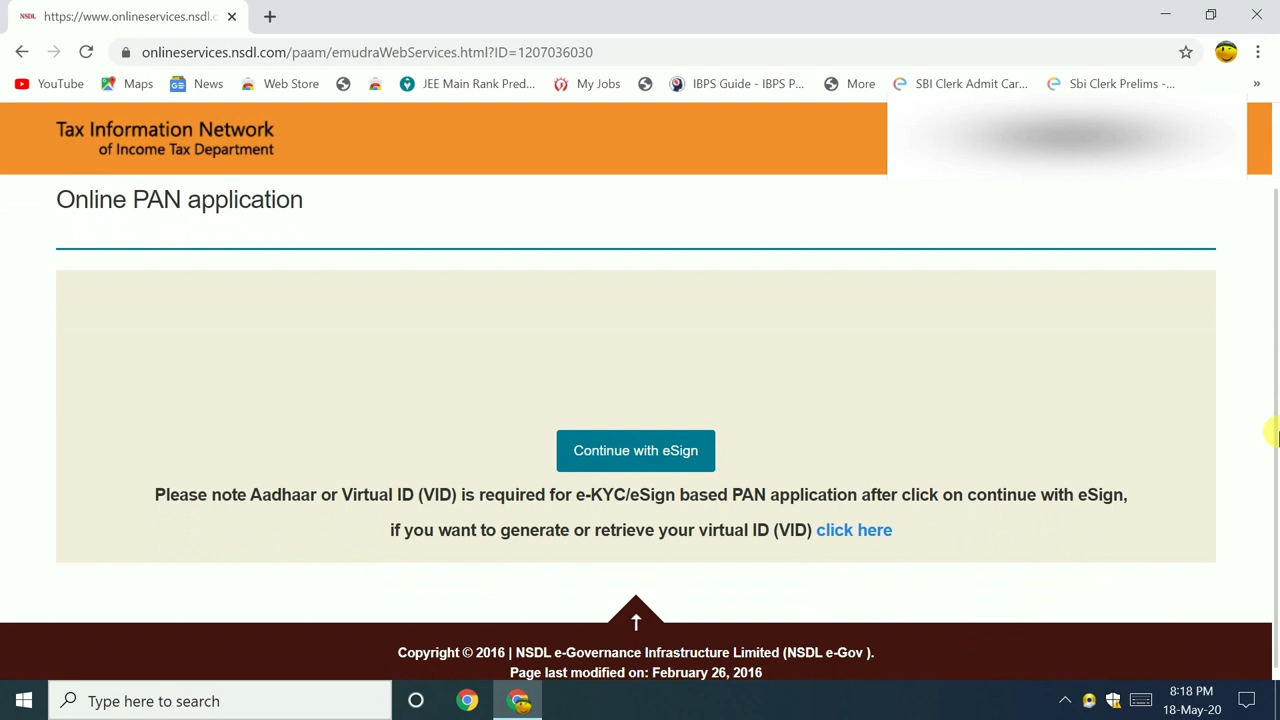 NSDL https://www.onlineservices.nsdl.c
onlineservices.nsdl.com/paam/emudraWebServices.html?ID=1207036030
YouTube Maps News Web Store JEE Main Rank Pred... My Jobs IBPS Guide - IBPS P... More SBI Clerk Admit Car... Sbi Clerk Prelims -... »
Tax Information Network
of Income Tax Department
Online PAN application
Continue with eSign
Please note Aadhaar or Virtual ID (VID) is required for e-KYC/eSign based PAN application after click on continue with eSign,
if you want to generate or retrieve your virtual ID (VID) click here
Copyright © 2016 | NSDL e-Governance Infrastructure Limited (NSDL e-Gov ).
Page last modified on: February 26, 2016
Type here to search
8:18 PM
18-May-20